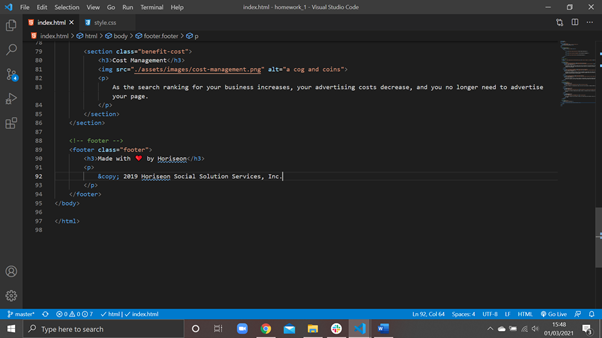 File Edit Selection View Go Run Terminal Help index.html - homework_1 - Visual Studio Code
index.html style.css
index.html > html > body > footer.footer > p
78
79 <section class="benefit-cost">
80 <h3>Cost Management</h3>
81 <img src="./assets/images/cost-management.png" alt="a cog and coins">
82 <p>
83 As the search ranking for your business increases, your advertising costs decrease, and you no longer need to advertise
your page.
84 </p>
85 </section>
86 </section>
87
88 <!-- footer -->
89 <footer class="footer">
90 <h3>Made with ❤️ by Horiseon</h3>
91 <p>
92 &copy; 2019 Horiseon Social Solution Services, Inc.
93 </p>
94 </footer>
95 </body>
96
97 </html>
98
master* 0 0 7 html | index.html Ln 92, Col 64 Spaces: 4 UTF-8 LF HTML Go Live
Type here to search 15:48
01/03/2021